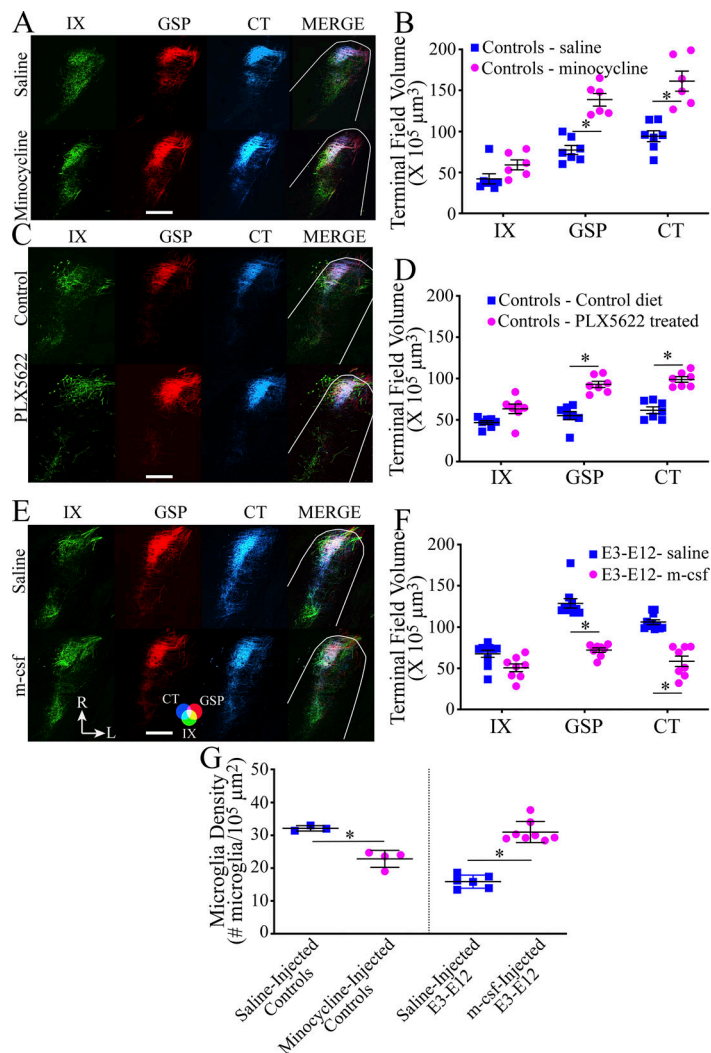 A
IX GSP CT MERGE
Saline
Minocycline
B
Terminal Field Volume
(X 10⁵ µm³)
200
150
100
50
0
Controls - saline
Controls - minocycline
*
*
IX GSP CT
C
IX GSP CT MERGE
Control
PLX5622
D
Terminal Field Volume
(X 10⁵ µm³)
200
150
100
50
0
Controls - Control diet
Controls - PLX5622 treated
*
*
IX GSP CT
E
IX GSP CT MERGE
Saline
m-csf
R
L
CT GSP
IX
F
Terminal Field Volume
(X 10⁵ µm³)
200
150
100
50
0
E3-E12- saline
E3-E12- m-csf
*
*
IX GSP CT
G
Microglia Density
(# microglia/10⁵ µm²)
50
40
30
20
10
0
*
*
Saline-Injected
Controls
Minocycline-Injected
Controls
Saline-Injected
E3-E12
m-csf-Injected
E3-E12